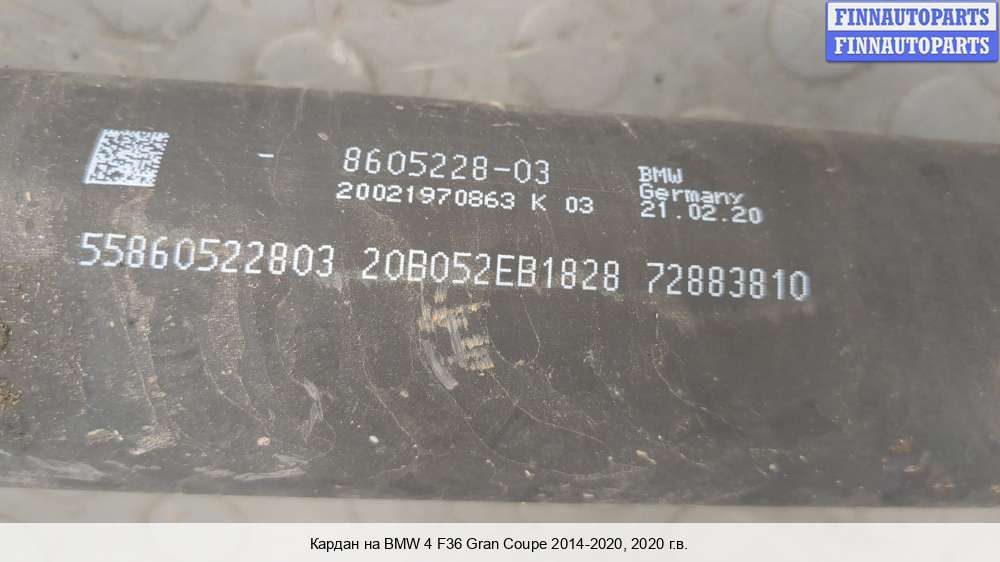 FINNAUTOPARTS
FINNAUTOPARTS
- 8605228-03
20021970863 K 03
BMW
Germany
21.02.20
55860522803 20B052EB1828 72883810
Кардан на BMW 4 F36 Gran Coupe 2014-2020, 2020 г.в.